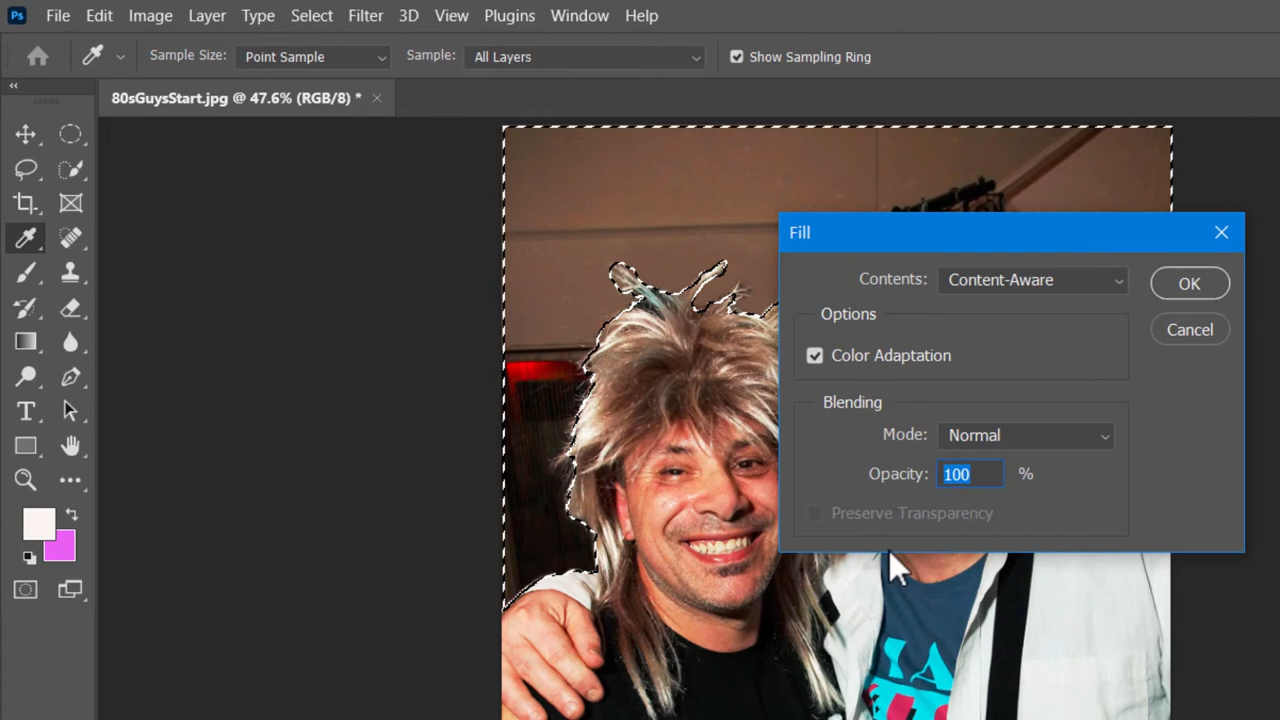 Ps File Edit Image Layer Type Select Filter 3D View Plugins Window Help
Sample Size: Point Sample Sample: All Layers Show Sampling Ring
80sGuysStart.jpg @ 47.6% (RGB/8) *
Fill
Contents: Content-Aware OK
Options
Cancel
Color Adaptation
Blending
Mode: Normal
Opacity: 100 %
Preserve Transparency
T